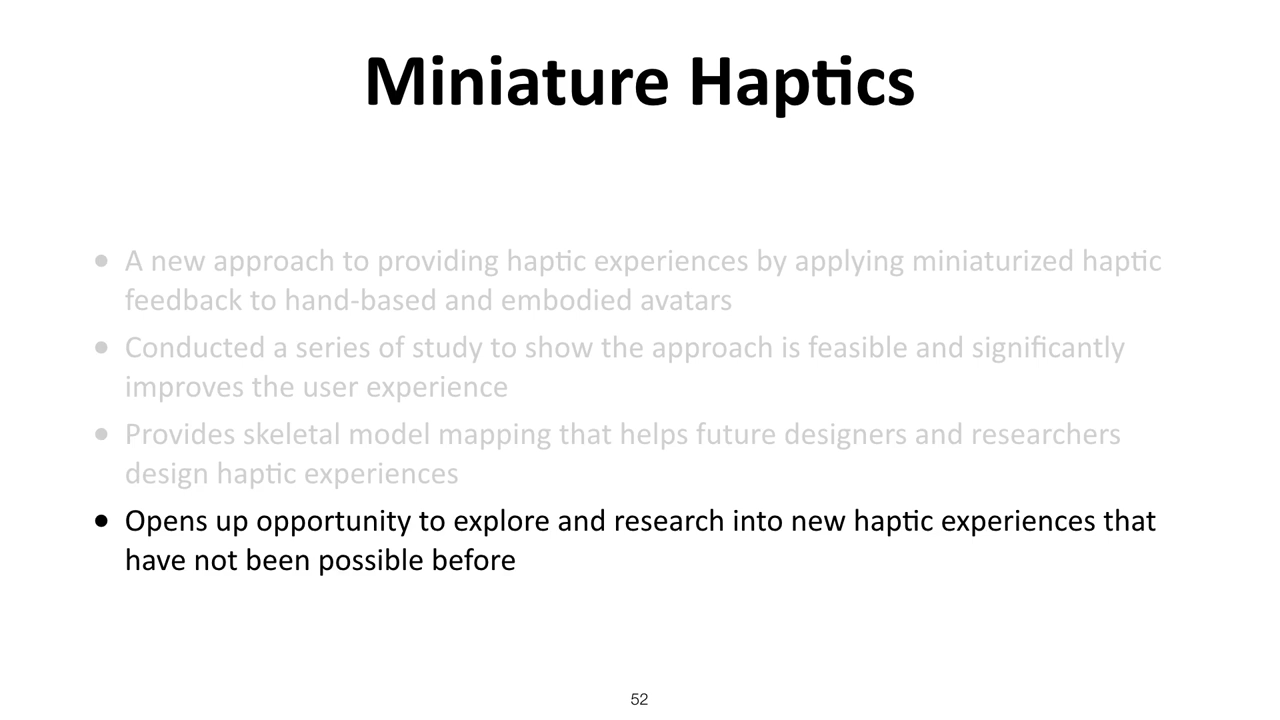 Miniature Haptics
• A new approach to providing haptic experiences by applying miniaturized haptic
feedback to hand-based and embodied avatars
• Conducted a series of study to show the approach is feasible and significantly
improves the user experience
• Provides skeletal model mapping that helps future designers and researchers
design haptic experiences
• Opens up opportunity to explore and research into new haptic experiences that
have not been possible before
52